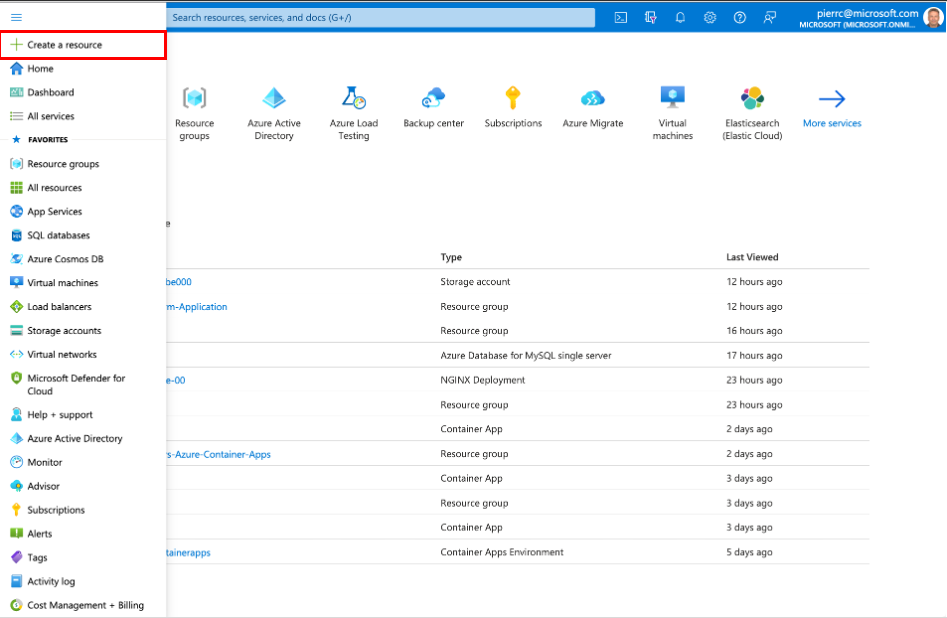 Search resources, services, and docs (G+/)
pierrc@microsoft.com
MICROSOFT (MICROSOFT.ONMI...
Create a resource
Home
Dashboard
All services
FAVORITES
Resource groups
All resources
App Services
SQL databases
Azure Cosmos DB
Virtual machines
Load balancers
Storage accounts
Virtual networks
Microsoft Defender for
Cloud
Help + support
Azure Active Directory
Monitor
Advisor
Subscriptions
Alerts
Tags
Activity log
Cost Management + Billing
Resource
groups
Azure Active
Directory
Azure Load
Testing
Backup center
Subscriptions
Azure Migrate
Virtual
machines
Elasticsearch
(Elastic Cloud)
More services
e
Type Last Viewed
be000 Storage account 12 hours ago
m-Application Resource group 12 hours ago
Resource group 16 hours ago
Azure Database for MySQL single server 17 hours ago
e-00 NGINX Deployment 23 hours ago
Resource group 23 hours ago
Container App 2 days ago
rs-Azure-Container-Apps Resource group 2 days ago
Container App 3 days ago
Resource group 3 days ago
Container App 3 days ago
tainerapps Container Apps Environment 5 days ago